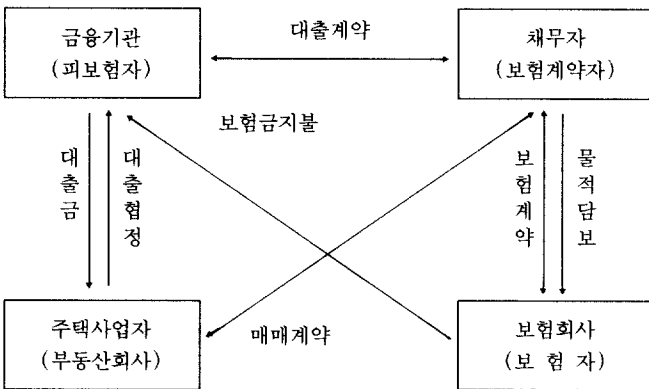 금융기관
(피보험자)
대출계약
채무자
(보험계약자)
보험금지불
대출금
대출협정
보험계약
물적담보
주택사업자
(부동산회사)
매매계약
보험회사
(보 험 자)